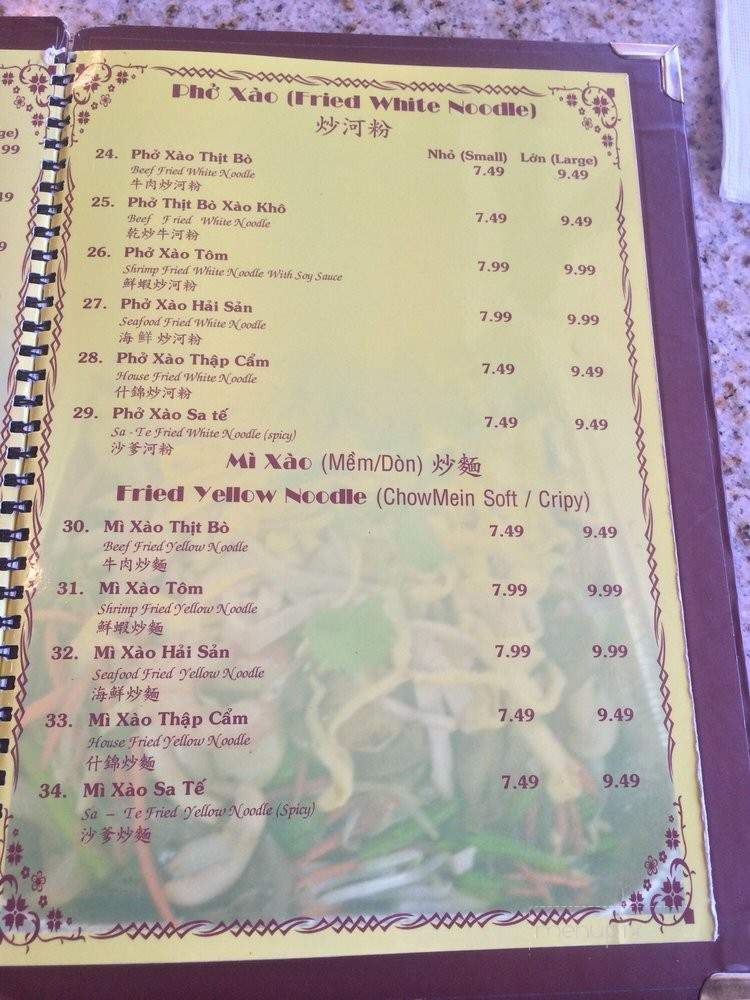 Phở Xào (Fried White Noodle)
炒河粉
Nhỏ (Small) Lớn (Large)
24. Phở Xào Thịt Bò 7.49 9.49
Beef Fried White Noodle
牛肉炒河粉
25. Phở Thịt Bò Xào Khô 7.49 9.49
Beef Fried White Noodle
乾炒牛河粉
26. Phở Xào Tôm 7.99 9.99
Shrimp Fried White Noodle With Soy Sauce
鮮蝦炒河粉
27. Phở Xào Hải Sản 7.99 9.99
Seafood Fried White Noodle
海鮮炒河粉
28. Phở Xào Thập Cẩm 7.49 9.49
House Fried White Noodle
什錦炒河粉
29. Phở Xào Sa tế 7.49 9.49
Sa - Te Fried White Noodle (spicy)
沙爹河粉
Mì Xào (Mềm/Dòn) 炒麵
Fried Yellow Noodle (ChowMein Soft / Cripy)
30. Mì Xào Thịt Bò 7.49 9.49
Beef Fried Yellow Noodle
牛肉炒麵
31. Mì Xào Tôm 7.99 9.99
Shrimp Fried Yellow Noodle
鮮蝦炒麵
32. Mì Xào Hải Sản 7.99 9.99
Seafood Fried Yellow Noodle
海鮮炒麵
33. Mì Xào Thập Cẩm 7.49 9.49
House Fried Yellow Noodle
什錦炒麵
34. Mì Xào Sa Tế 7.49 9.49
Sa – Te Fried Yellow Noodle (Spicy)
沙爹炒麵